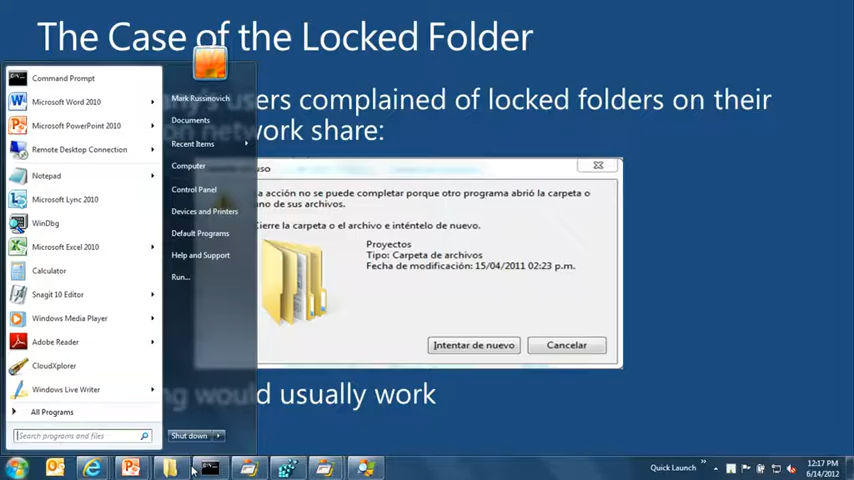 The Case of the Locked Folder
users complained of locked folders on their
network share:
a acción no se puede completar porque otro programa abrió la carpeta o
uno de sus archivos.
Cierre la carpeta o el archivo e inténtelo de nuevo.
Proyectos
Tipo: Carpeta de archivos
Fecha de modificación: 15/04/2011 02:23 p.m.
Intentar de nuevo
Cancelar
would usually work
Command Prompt
Microsoft Word 2010
Microsoft PowerPoint 2010
Remote Desktop Connection
Notepad
Microsoft Lync 2010
WinDbg
Microsoft Excel 2010
Calculator
Snagit 10 Editor
Windows Media Player
Adobe Reader
CloudXplorer
Windows Live Writer
All Programs
Search programs and files
Mark Russinovich
Documents
Recent Items
Computer
Control Panel
Devices and Printers
Default Programs
Help and Support
Run...
Shut down
Quick Launch
12:17 PM
6/14/2012